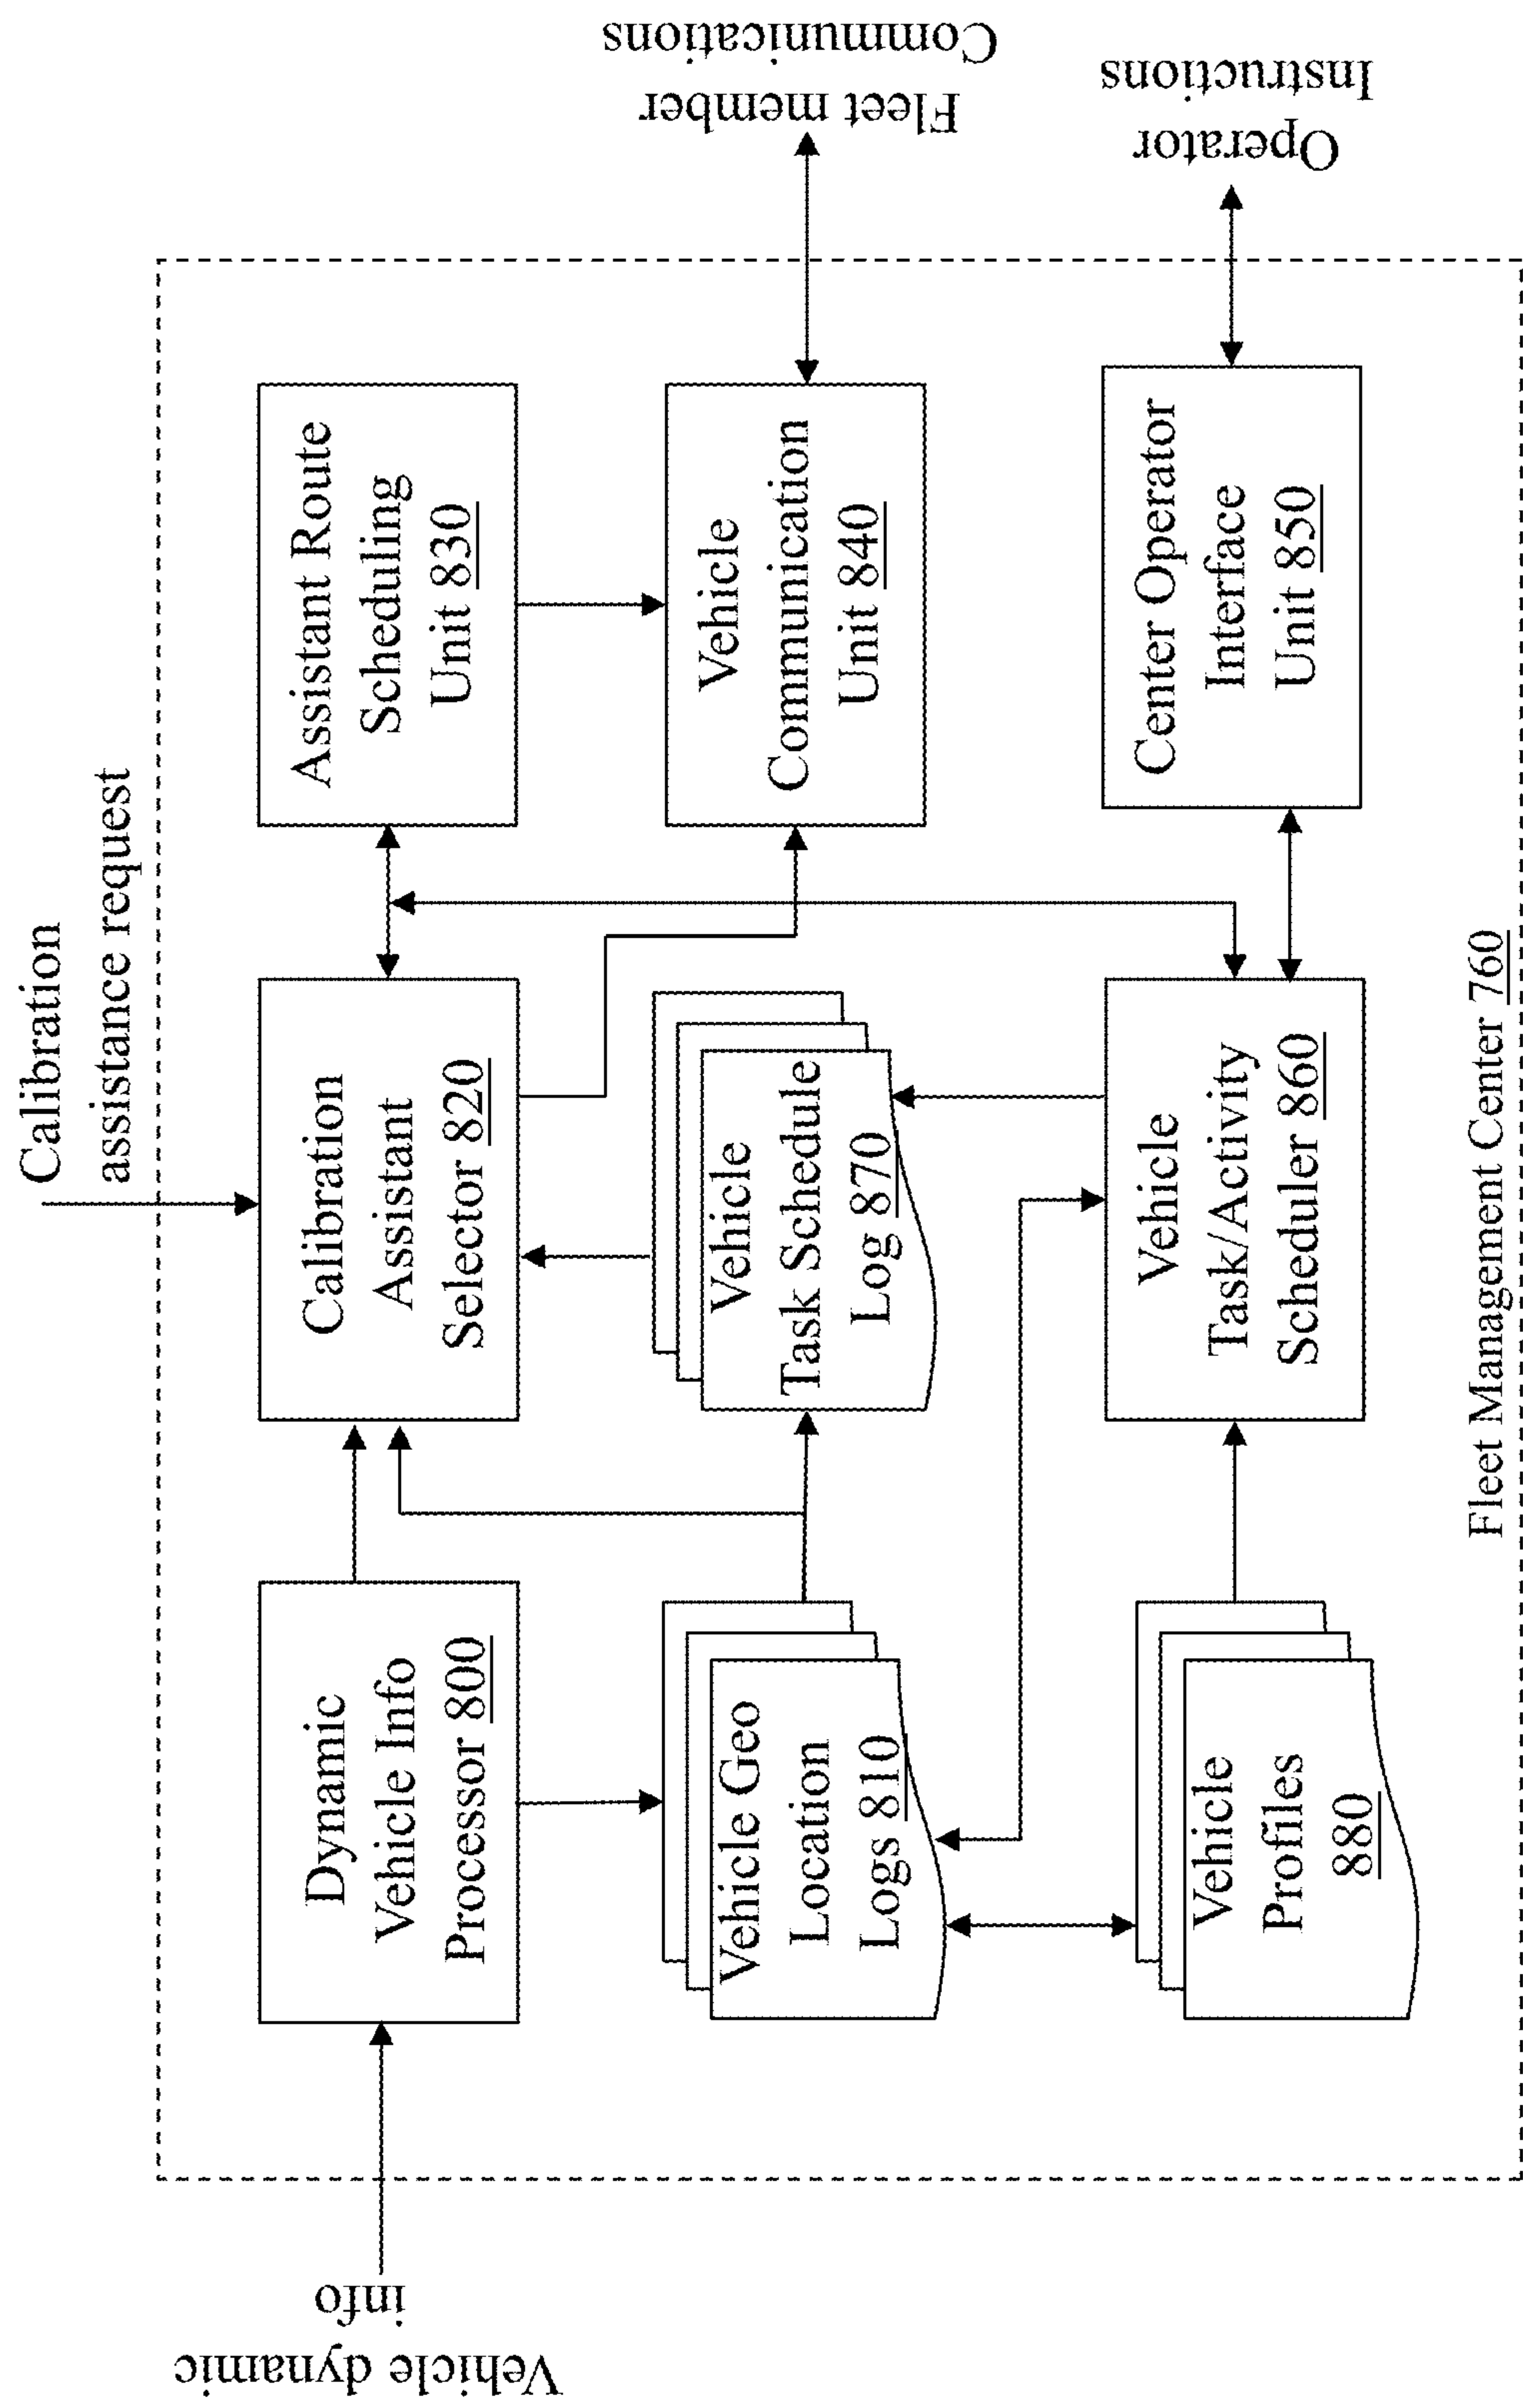 Calibration
assistance request
Vehicle dynamic
info
Dynamic
Vehicle Info
Processor 800
Calibration
Assistant
Selector 820
Assistant Route
Scheduling
Unit 830
Fleet member
Communications
Vehicle Geo
Location
Logs 810
Vehicle
Task Schedule
Log 870
Vehicle
Communication
Unit 840
Operator
Instructions
Vehicle
Profiles
880
Vehicle
Task/Activity
Scheduler 860
Center Operator
Interface
Unit 850
Fleet Management Center 760